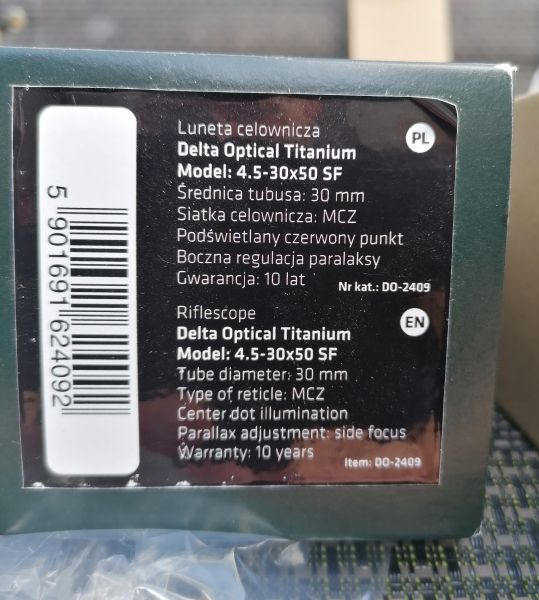 Luneta celownicza
PL
Delta Optical Titanium
Model: 4.5-30x50 SF
Średnica tubusa: 30 mm
Siatka celownicza: MCZ
Podświetlany czerwony punkt
Boczna regulacja paralaksy
Gwarancja: 10 lat
Nr kat.: DO-2409
Riflescope
EN
Delta Optical Titanium
Model: 4.5-30x50 SF
Tube diameter: 30 mm
Type of reticle: MCZ
Center dot illumination
Parallax adjustment: side focus
Warranty: 10 years
Item: DO-2409
5 901691 624092